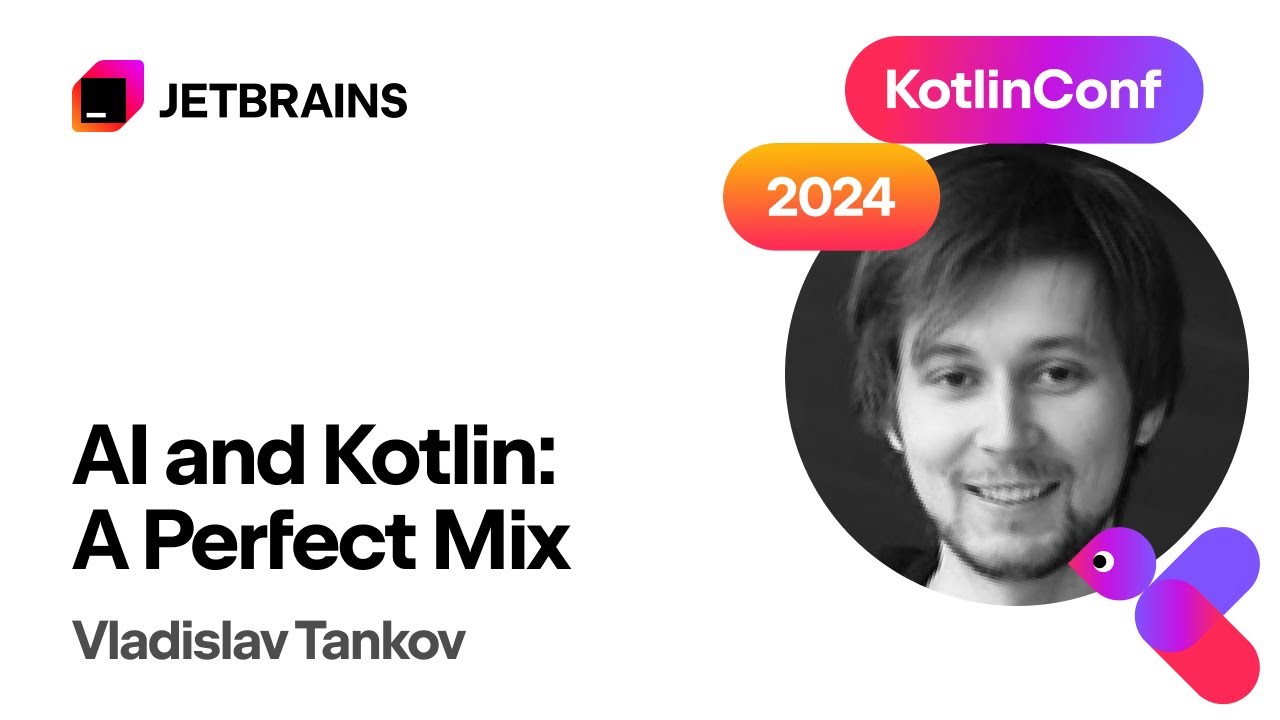 JETBRAINS
KotlinConf
2024
AI and Kotlin:
A Perfect Mix
Vladislav Tankov